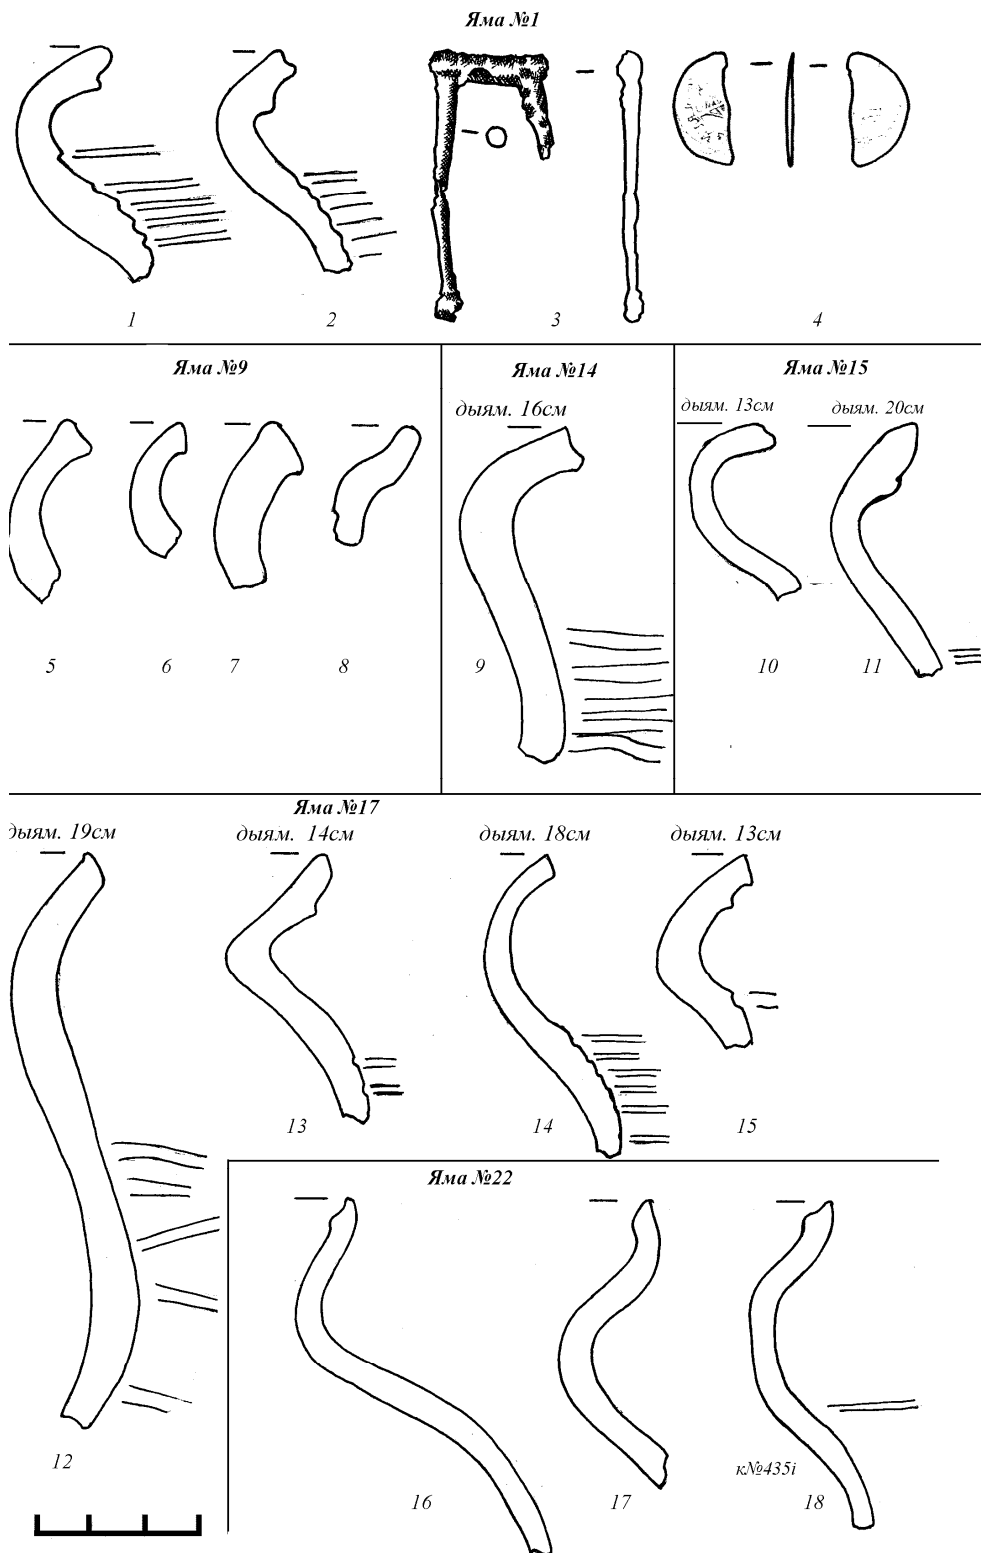 Яма №1
1 2 3 4
Яма №9
5 6 7 8
Яма №14
дыям. 16см
9
Яма №15
дыям. 13см дыям. 20см
10 11
Яма №17
дыям. 19см дыям. 14см дыям. 18см дыям. 13см
13 14 15
12
Яма №22
к№435і
16 17 18